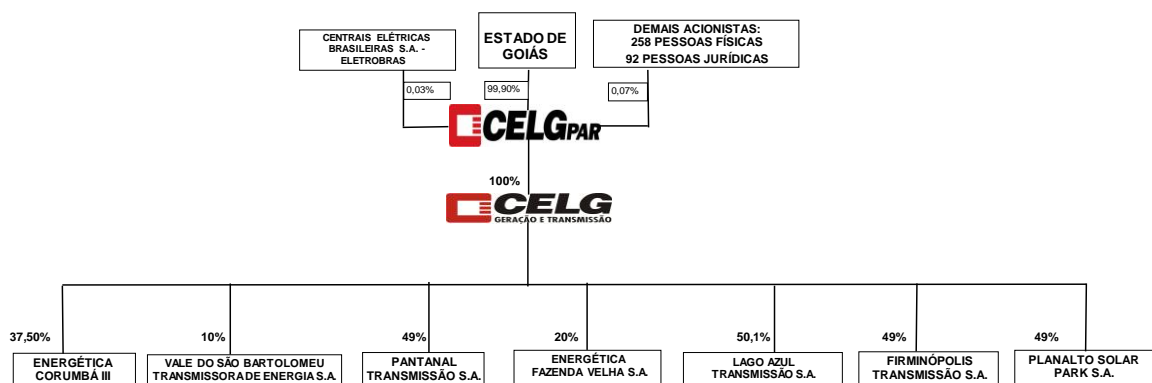 CENTRAIS ELÉTRICAS
BRASILEIRAS S.A. -
ELETROBRAS
ESTADO DE
GOIÁS
DEMAIS ACIONISTAS:
258 PESSOAS FÍSICAS
92 PESSOAS JURÍDICAS
0,03%
99,90%
0,07%
CELGPAR
100%
CELG
GERAÇÃO E TRANSMISSÃO
37,50%
10%
49%
20%
50,1%
49%
49%
ENERGÉTICA
CORUMBÁ III
VALE DO SÃO BARTOLOMEU
TRANSMISSORA DE ENERGIA S.A.
PANTANAL
TRANSMISSÃO S.A.
ENERGÉTICA
FAZENDA VELHA S.A.
LAGO AZUL
TRANSMISSÃO S.A.
FIRMINÓPOLIS
TRANSMISSÃO S.A.
PLANALTO SOLAR
PARK S.A.